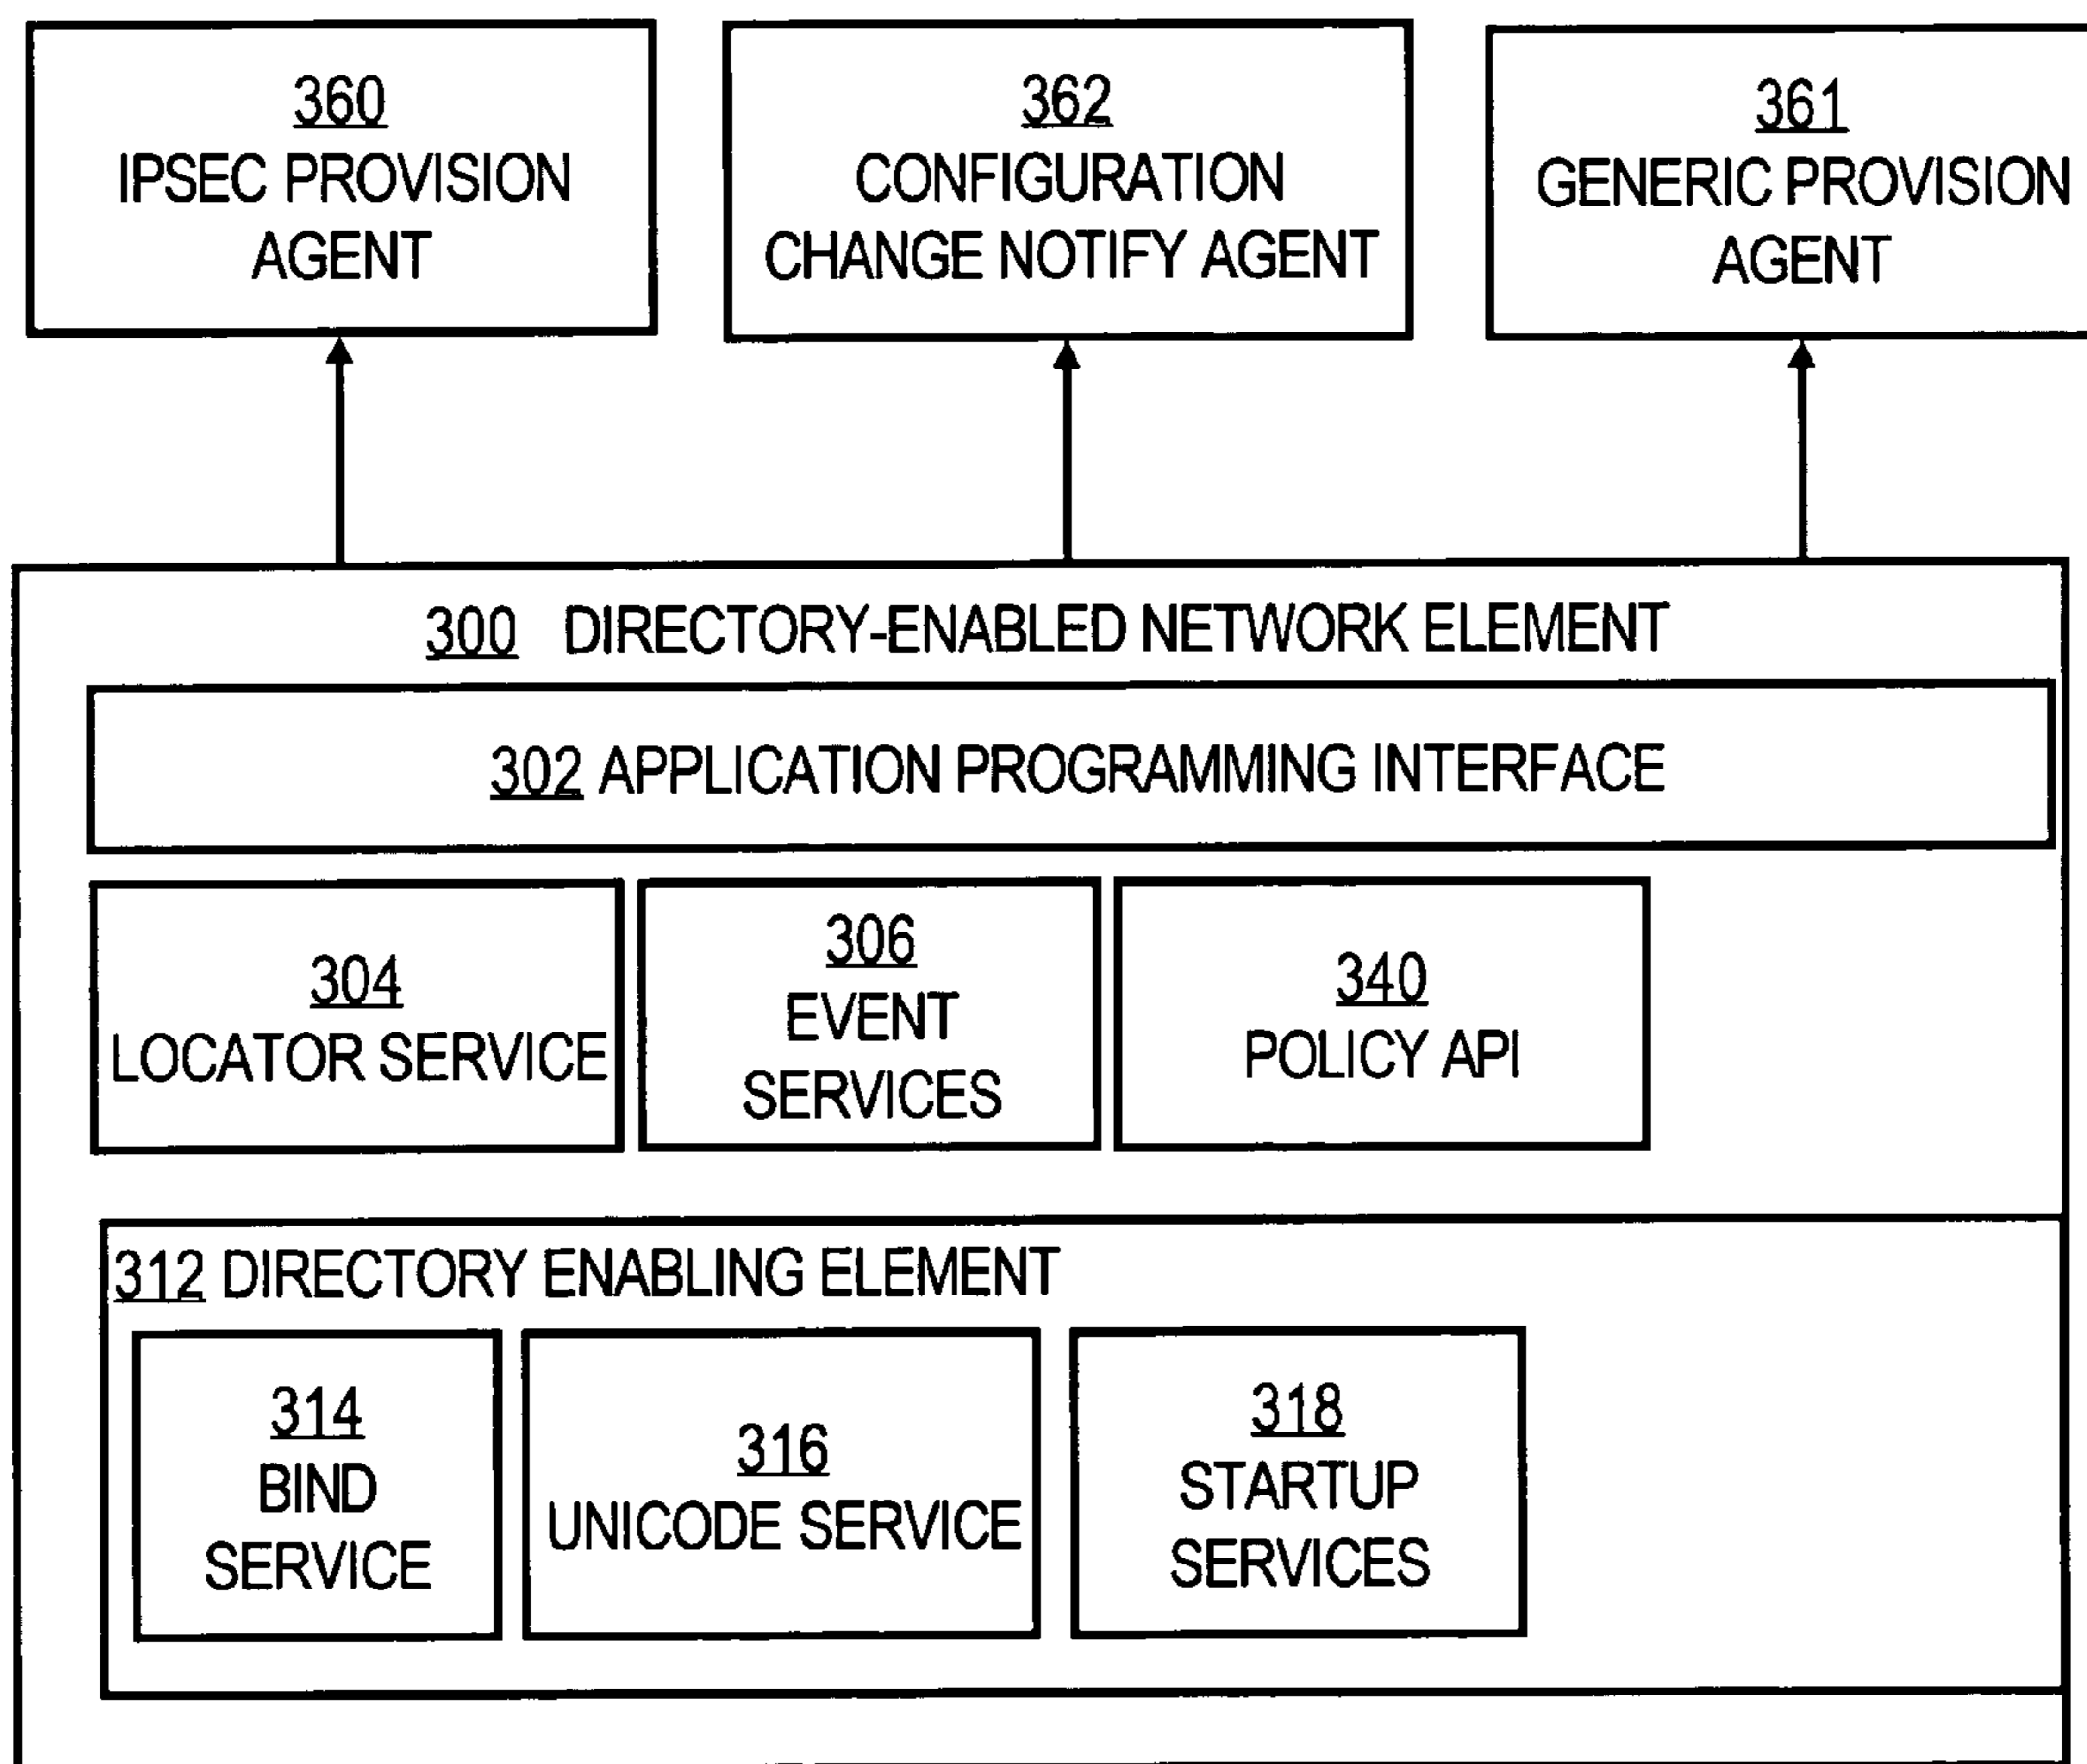 360
IPSEC PROVISION
AGENT
362
CONFIGURATION
CHANGE NOTIFY AGENT
361
GENERIC PROVISION
AGENT
300 DIRECTORY-ENABLED NETWORK ELEMENT
302 APPLICATION PROGRAMMING INTERFACE
304
LOCATOR SERVICE
306
EVENT
SERVICES
340
POLICY API
312 DIRECTORY ENABLING ELEMENT
314
BIND
SERVICE
316
UNICODE SERVICE
318
STARTUP
SERVICES